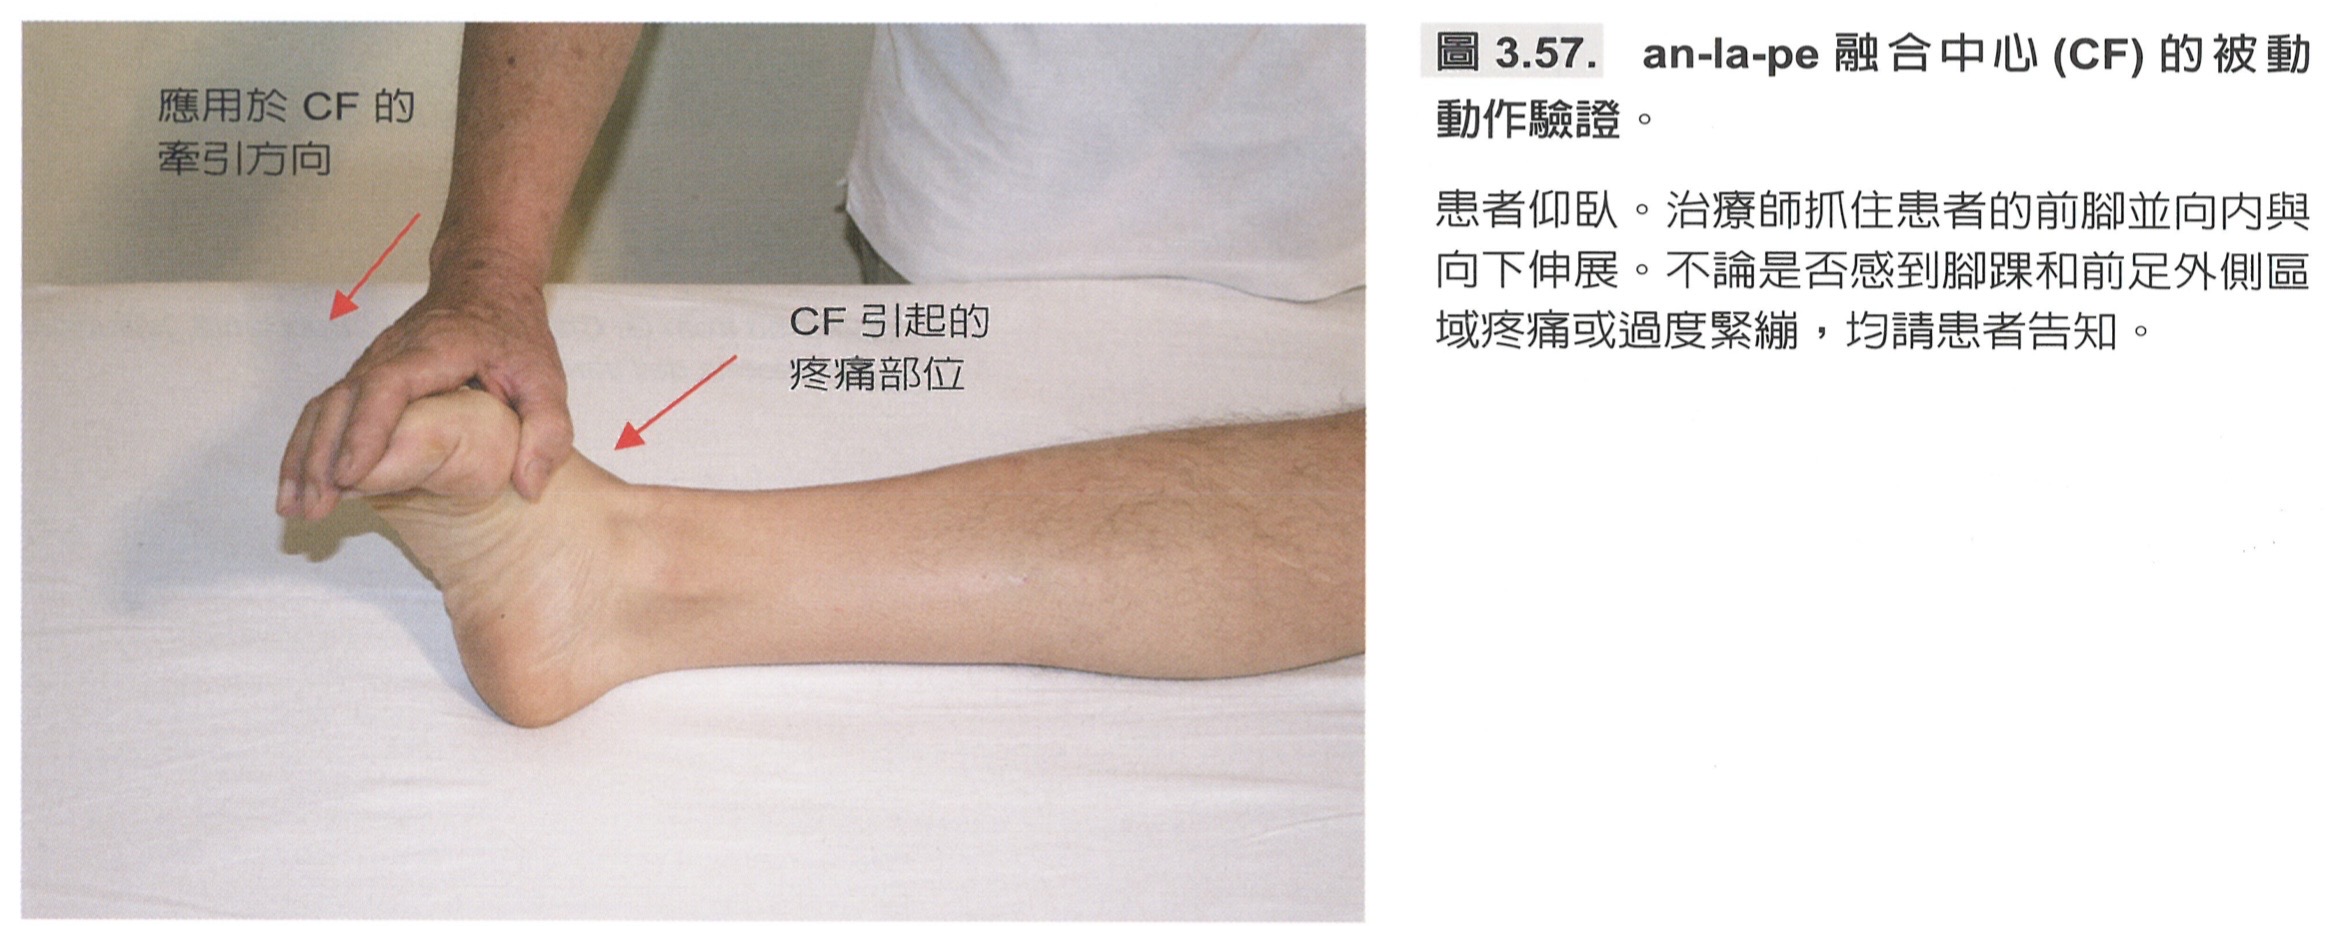 應用於 CF 的
牽引方向
CF 引起的
疼痛部位
圖 3.57. an-la-pe 融合中心 (CF) 的被動
動作驗證。
患者仰臥。治療師抓住患者的前腳並向內與
向下伸展。不論是否感到腳踝和前足外側區
域疼痛或過度緊繃,均請患者告知。